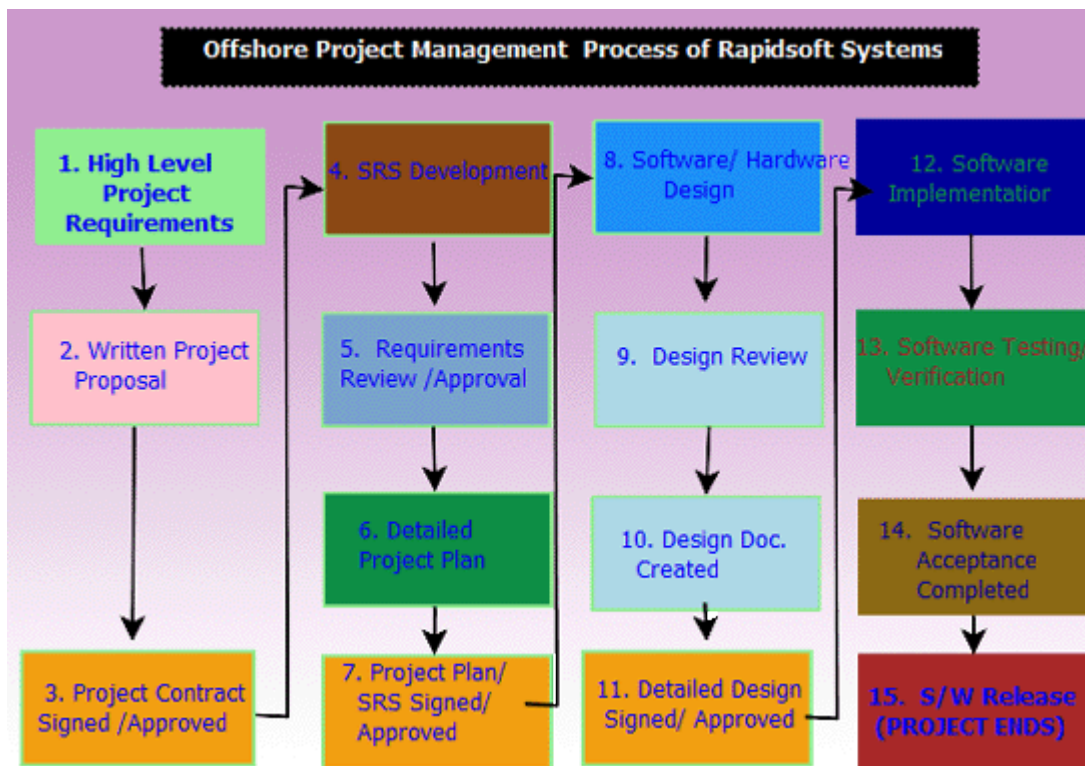 Offshore Project Management Process of Rapidsoft Systems
1. High Level
Project
Requirements
2. Written Project
Proposal
3. Project Contract
Signed /Approved
4. SRS Development
5. Requirements
Review /Approval
6. Detailed
Project Plan
7. Project Plan/
SRS Signed/
Approved
8. Software/ Hardware
Design
9. Design Review
10. Design Doc.
Created
11. Detailed Design
Signed/ Approved
12. Software
Implementation
13. Software Testing/
Verification
14. Software
Acceptance
Completed
15. S/W Release
(PROJECT ENDS)